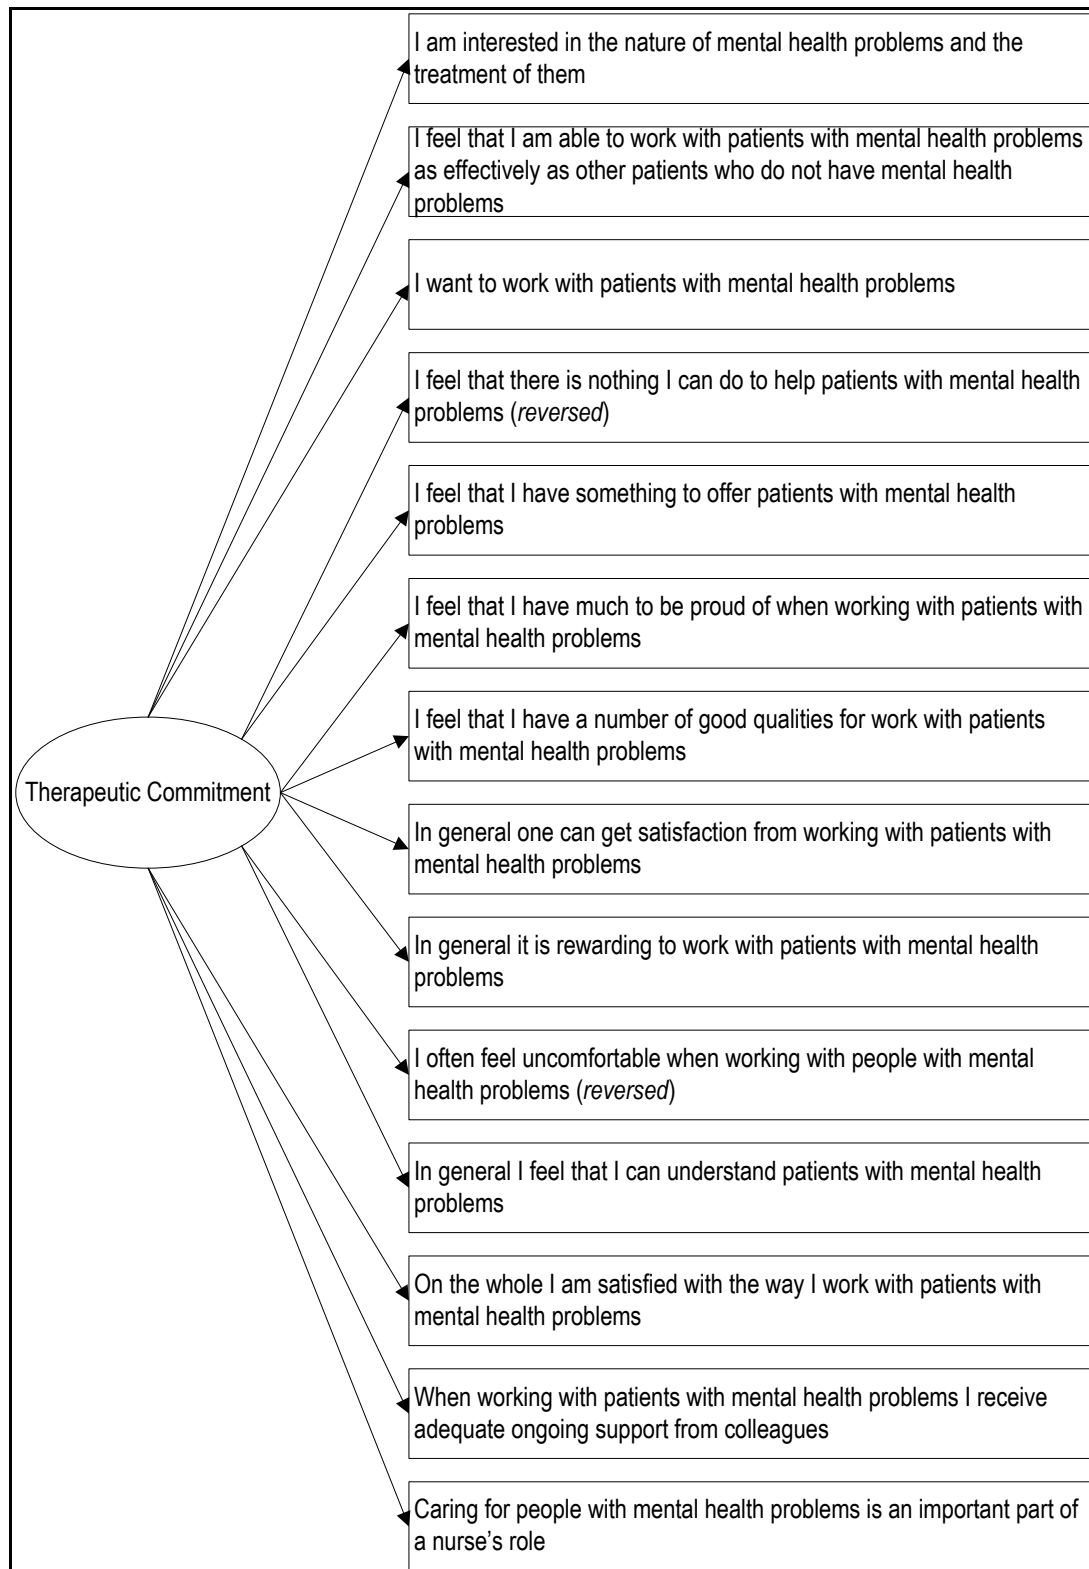 I am interested in the nature of mental health problems and the
treatment of them
I feel that I am able to work with patients with mental health problems
as effectively as other patients who do not have mental health
problems
I want to work with patients with mental health problems
I feel that there is nothing I can do to help patients with mental health
problems (reversed)
I feel that I have something to offer patients with mental health
problems
I feel that I have much to be proud of when working with patients with
mental health problems
I feel that I have a number of good qualities for work with patients
with mental health problems
Therapeutic Commitment
In general one can get satisfaction from working with patients with
mental health problems
In general it is rewarding to work with patients with mental health
problems
I often feel uncomfortable when working with people with mental
health problems (reversed)
In general I feel that I can understand patients with mental health
problems
On the whole I am satisfied with the way I work with patients with
mental health problems
When working with patients with mental health problems I receive
adequate ongoing support from colleagues
Caring for people with mental health problems is an important part of
a nurse’s role